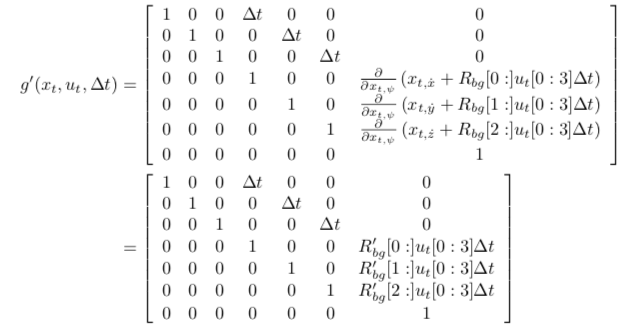 g'(x_t, u_t, Δt) =
1 0 0 Δt 0 0 0
0 1 0 0 Δt 0 0
0 0 1 0 0 Δt 0
0 0 0 1 0 0 ∂/∂x_{t,ẋ} (x_{t,ẋ} + R_{bg}[0:]u_t[0:3]Δt)
0 0 0 0 1 0 ∂/∂x_{t,ψ} (x_{t,ẏ} + R_{bg}[1:]u_t[0:3]Δt)
0 0 0 0 0 1 ∂/∂x_{t,ψ} (x_{t,ż} + R_{bg}[2:]u_t[0:3]Δt)
0 0 0 0 0 0 1
=
1 0 0 Δt 0 0 0
0 1 0 0 Δt 0 0
0 0 1 0 0 Δt 0
0 0 0 1 0 0 R'_{bg}[0:]u_t[0:3]Δt
0 0 0 0 1 0 R'_{bg}[1:]u_t[0:3]Δt
0 0 0 0 0 1 R'_{bg}[2:]u_t[0:3]Δt
0 0 0 0 0 0 1